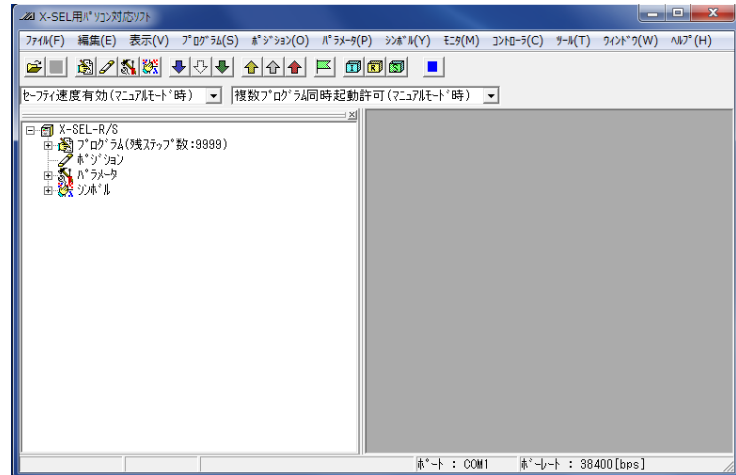 X-SEL用ﾊﾟｿｺﾝ対応ｿﾌﾄ
ﾌｧｲﾙ(F) 編集(E) 表示(V) ﾌﾟﾛｸﾞﾗﾑ(S) ﾎﾟｼﾞｼｮﾝ(O) ﾊﾟﾗﾒｰﾀ(P) ｼﾝﾎﾞﾙ(Y) ﾓﾆﾀ(M) ｺﾝﾄﾛｰﾗ(C) ﾂｰﾙ(T) ｳｨﾝﾄﾞｳ(W) ﾍﾙﾌﾟ(H)
ｾｰﾌﾃｨ速度有効(ﾏﾆｭｱﾙﾓｰﾄﾞ時) 複数ﾌﾟﾛｸﾞﾗﾑ同時起動許可(ﾏﾆｭｱﾙﾓｰﾄﾞ時)
X-SEL-R/S
ﾌﾟﾛｸﾞﾗﾑ(残ｽﾃｯﾌﾟ数:9999)
ﾎﾟｼﾞｼｮﾝ
ﾊﾟﾗﾒｰﾀ
ｼﾝﾎﾞﾙ
ﾎﾟｰﾄ : COM1 ﾎﾞｰﾚｰﾄ : 38400[bps]